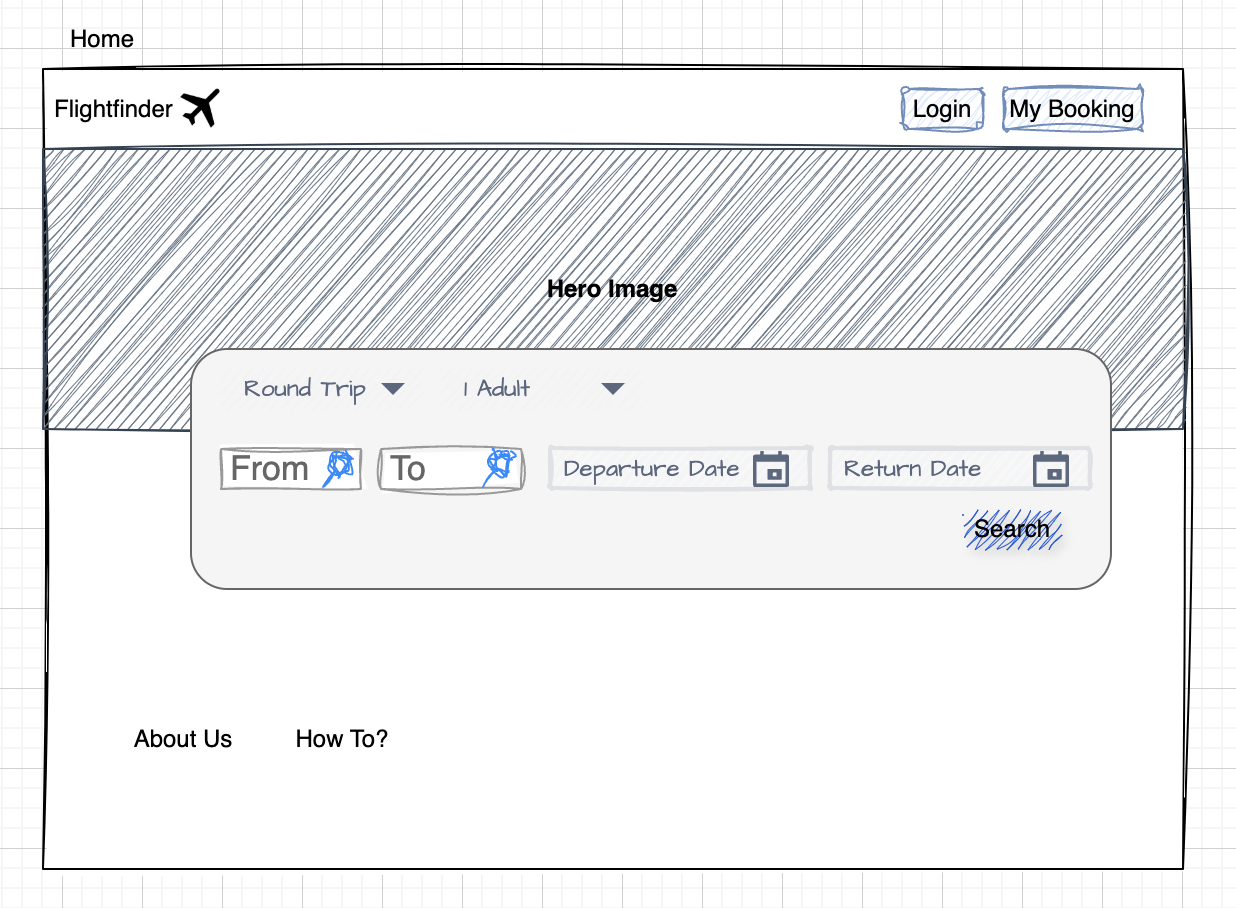 Home
Flightfinder
Login
My Booking
Hero Image
Round Trip
1 Adult
From
To
Departure Date
Return Date
Search
About Us
How To?